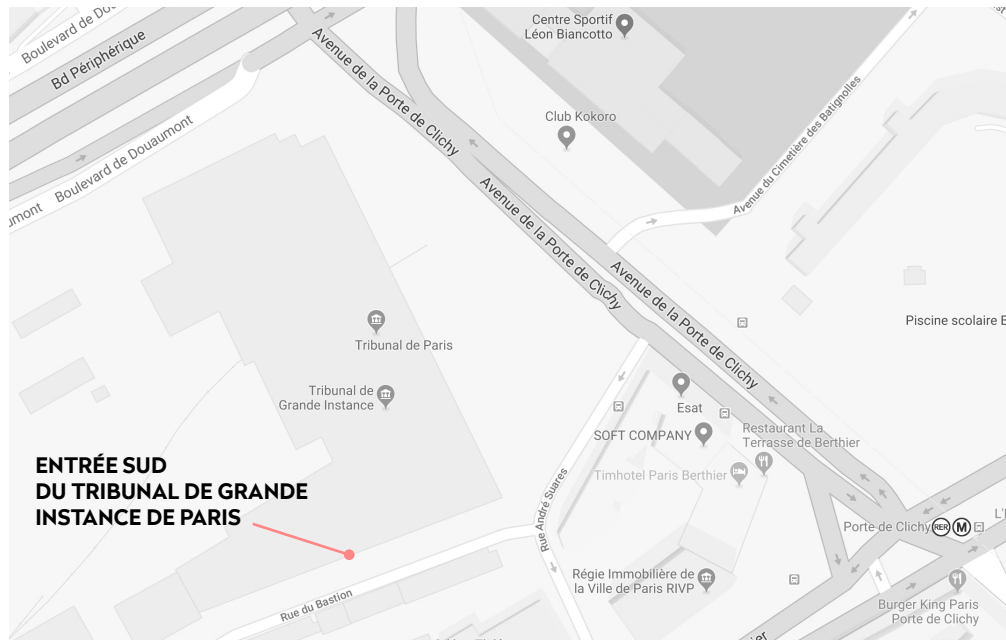 Centre Sportif
Léon Biancotto
Boulevard de Dou
Bd Périphérique
Avenue de la Porte de Clichy
Club Kokoro
Avenue du Cimetière des Batignolles
Boulevard de Douaumont
umont
Avenue de la Porte de Clichy
Avenue de la Porte de Clichy
Piscine scolaire B
Tribunal de Paris
Tribunal de
Grande Instance
Esat
SOFT COMPANY
Restaurant La
Terrasse de Berthier
Timhotel Paris Berthier
ENTRÉE SUD
DU TRIBUNAL DE GRANDE
INSTANCE DE PARIS
Rue André Suares
Porte de Clichy
RER
M
L'
Régie Immobilière de
la Ville de Paris RIVP
Rue du Bastion
Burger King Paris
Porte de Clichy
ier